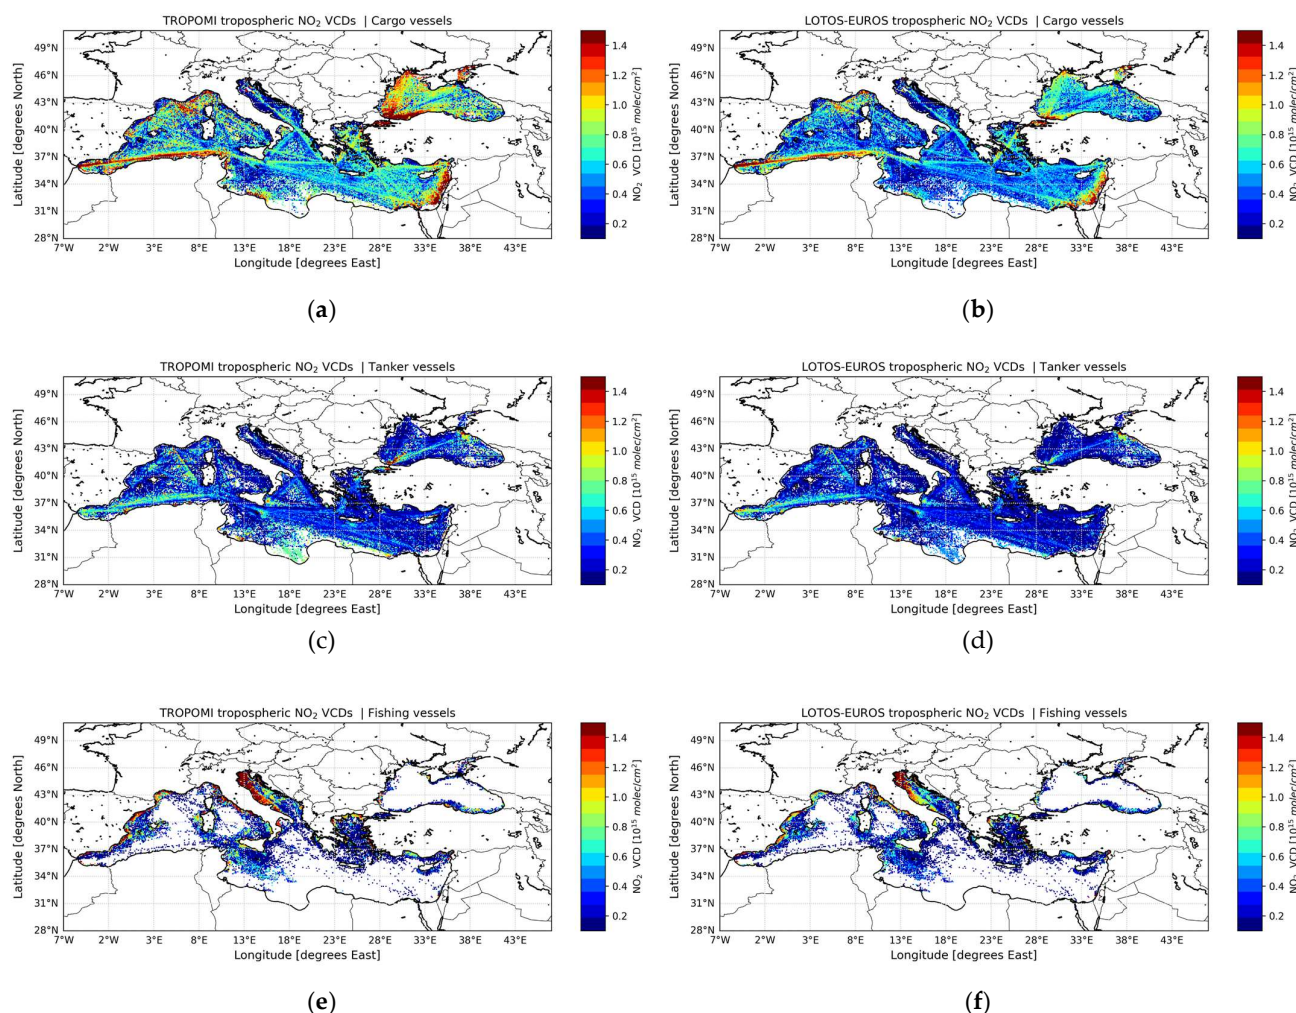 TROPOMI tropospheric NO₂ VCDs | Cargo vessels
LOTOS-EUROS tropospheric NO₂ VCDs | Cargo vessels
49°N
46°N
43°N
40°N
37°N
34°N
31°N
28°N
Latitude [degrees North]
7°W 2°W 3°E 8°E 13°E 18°E 23°E 28°E 33°E 38°E 43°E
Longitude [degrees East]
1.4
1.2
1.0
0.8
0.6
0.4
0.2
NO₂ VCD [10¹⁵ molec/cm²]
49°N
46°N
43°N
40°N
37°N
34°N
31°N
28°N
Latitude [degrees North]
7°W 2°W 3°E 8°E 13°E 18°E 23°E 28°E 33°E 38°E 43°E
Longitude [degrees East]
1.4
1.2
1.0
0.8
0.6
0.4
0.2
NO₂ VCD [10¹⁵ molec/cm²]
(a)
(b)
TROPOMI tropospheric NO₂ VCDs | Tanker vessels
LOTOS-EUROS tropospheric NO₂ VCDs | Tanker vessels
49°N
46°N
43°N
40°N
37°N
34°N
31°N
28°N
Latitude [degrees North]
7°W 2°W 3°E 8°E 13°E 18°E 23°E 28°E 33°E 38°E 43°E
Longitude [degrees East]
1.4
1.2
1.0
0.8
0.6
0.4
0.2
NO₂ VCD [10¹⁵ molec/cm²]
49°N
46°N
43°N
40°N
37°N
34°N
31°N
28°N
Latitude [degrees North]
7°W 2°W 3°E 8°E 13°E 18°E 23°E 28°E 33°E 38°E 43°E
Longitude [degrees East]
1.4
1.2
1.0
0.8
0.6
0.4
0.2
NO₂ VCD [10¹⁵ molec/cm²]
(c)
(d)
TROPOMI tropospheric NO₂ VCDs | Fishing vessels
LOTOS-EUROS tropospheric NO₂ VCDs | Fishing vessels
49°N
46°N
43°N
40°N
37°N
34°N
31°N
28°N
Latitude [degrees North]
7°W 2°W 3°E 8°E 13°E 18°E 23°E 28°E 33°E 38°E 43°E
Longitude [degrees East]
1.4
1.2
1.0
0.8
0.6
0.4
0.2
NO₂ VCD [10¹⁵ molec/cm²]
49°N
46°N
43°N
40°N
37°N
34°N
31°N
28°N
Latitude [degrees North]
7°W 2°W 3°E 8°E 13°E 18°E 23°E 28°E 33°E 38°E 43°E
Longitude [degrees East]
1.4
1.2
1.0
0.8
0.6
0.4
0.2
NO₂ VCD [10¹⁵ molec/cm²]
(e)
(f)